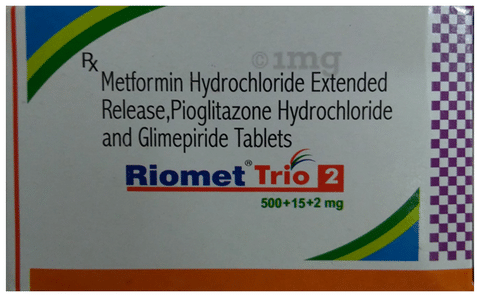 ©1mg
Rx
Metformin Hydrochloride Extended
Release,Pioglitazone Hydrochloride
and Glimepiride Tablets
Riomet® Trio 2
500+15+2 mg